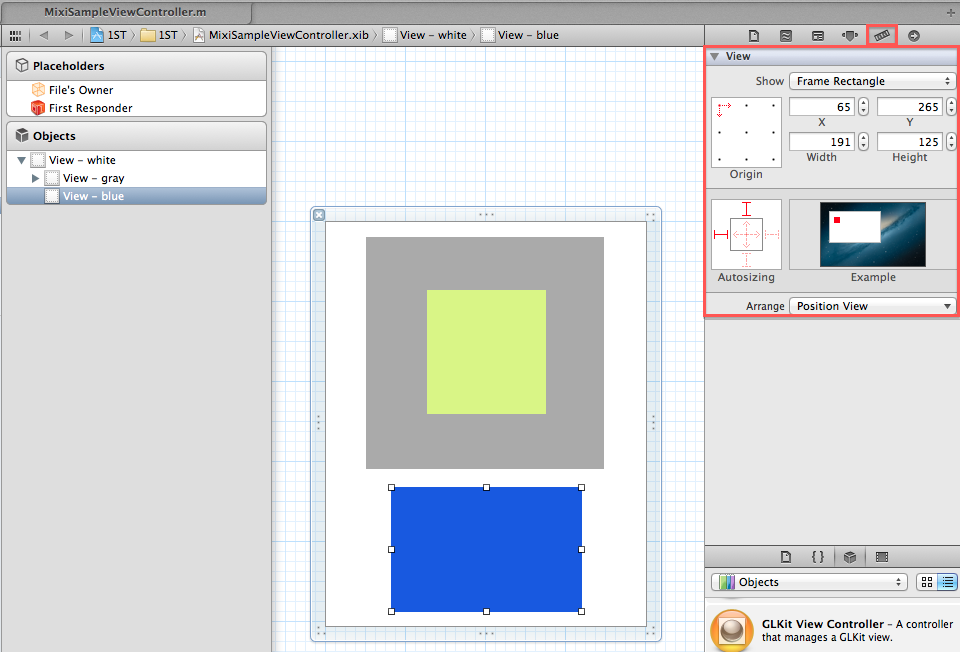 MixiSampleViewController.m
1ST
1ST
MixiSampleViewController.xib
View – white
View – blue
Placeholders
File's Owner
First Responder
Objects
View – white
View – gray
View – blue
View
Show
Frame Rectangle
65
265
X
Y
191
125
Width
Height
Origin
Autosizing
Example
Arrange
Position View
{ }
Objects
GLKit View Controller – A controller
that manages a GLKit view.